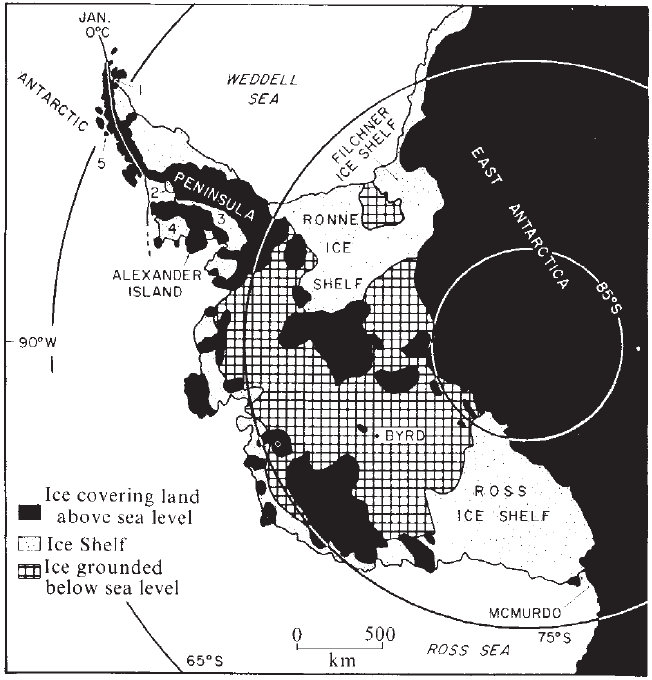 JAN.
0°C
WEDDELL
SEA
ANTARCTIC
PENINSULA
1
5
2
3
4
FILCHNER
ICE SHELF
EAST ANTARCTICA
RONNE
ICE
SHELF
ALEXANDER
ISLAND
85°S
90°W
BYRD
ROSS
ICE SHELF
Ice covering land
above sea level
Ice Shelf
Ice grounded
below sea level
MCMURDO
0 500
km
ROSS SEA
75°S
65°S